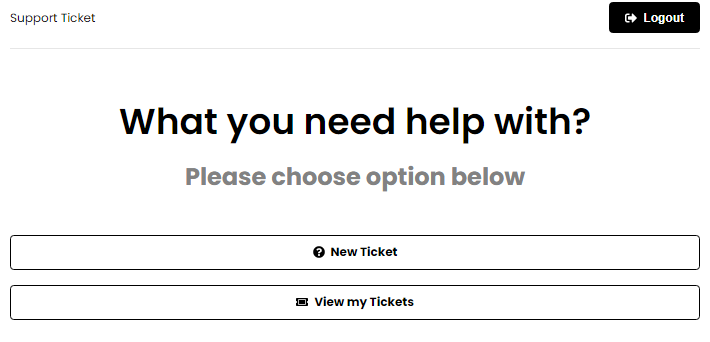 Support Ticket
Logout
What you need help with?
Please choose option below
New Ticket
View my Tickets